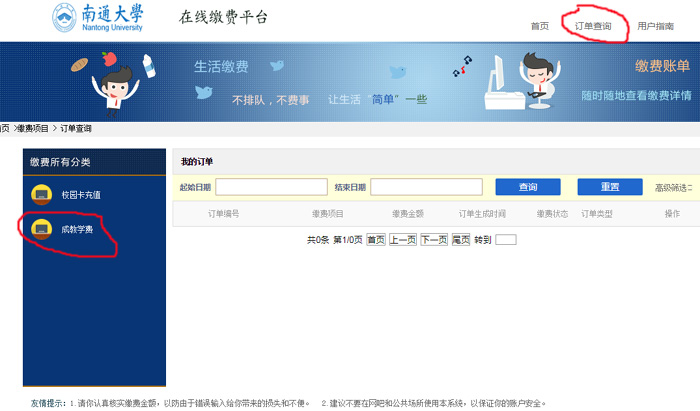 南通大學 在线缴费平台
Nantong University
首页 订单查询 用户指南
生活缴费 缴费账单
不排队，不费事 让生活“简单”一些 随时随地查看缴费详情
页 >缴费项目 > 订单查询
缴费所有分类 我的订单
起始日期 结束日期 查询 重置 高级筛选
校园卡充值
订单编号 缴费项目 缴费金额 订单生成时间 缴费状态 订单类型 操作
成教学费
共0条 第1/0页 首页 上一页 下一页 尾页 转到
友情提示：1.请你认真核实缴费金额，以防由于错误输入给你带来的损失和不便。 2.建议不要在网吧和公共场所使用本系统，以保证你的账户安全。